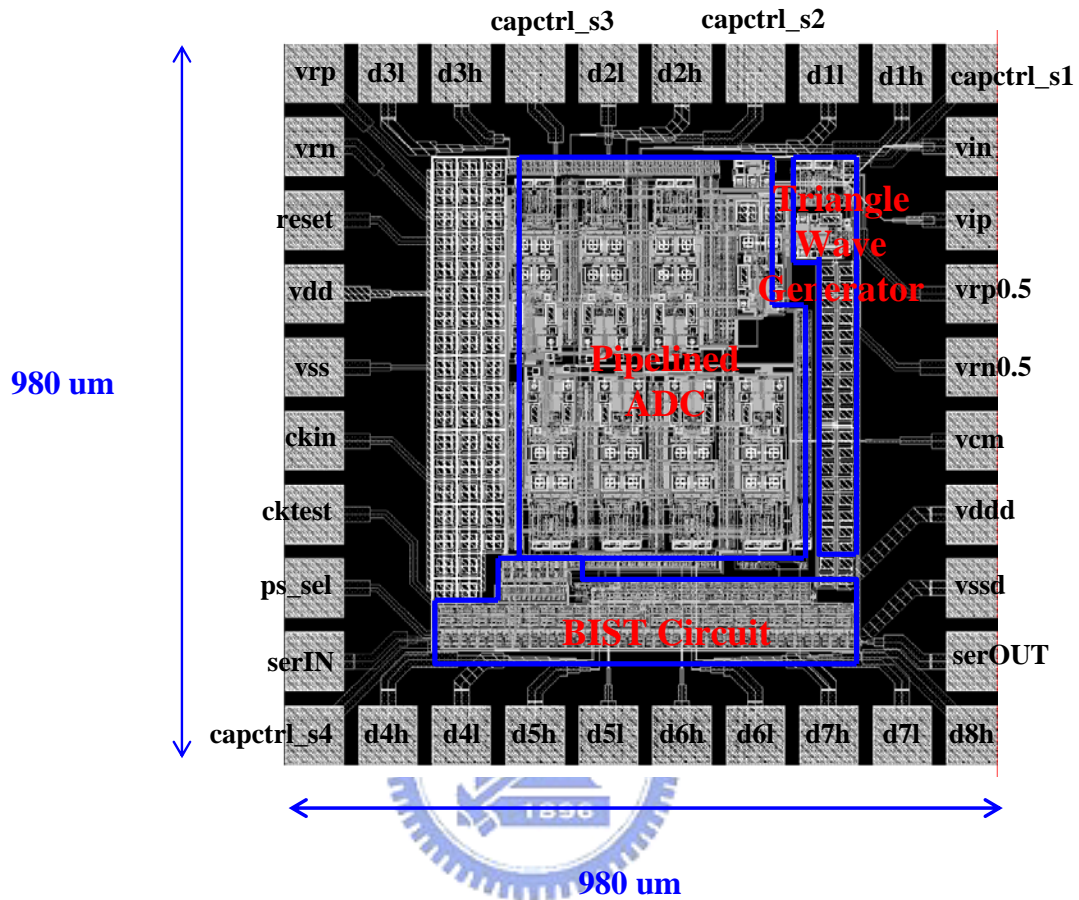 capctrl_s3
capctrl_s2
vrp
d3l
d3h
d2l
d2h
d1l
d1h
capctrl_s1
vrn
vin
reset
vip
Triangle
Wave
Generator
vdd
vrp0.5
vss
Pipelined
ADC
vrn0.5
980 um
ckin
vcm
cktest
vddd
ps_sel
vssd
BIST Circuit
serIN
serOUT
capctrl_s4
d4h
d4l
d5h
d5l
d6h
d6l
d7h
d7l
d8h
1896
980 um